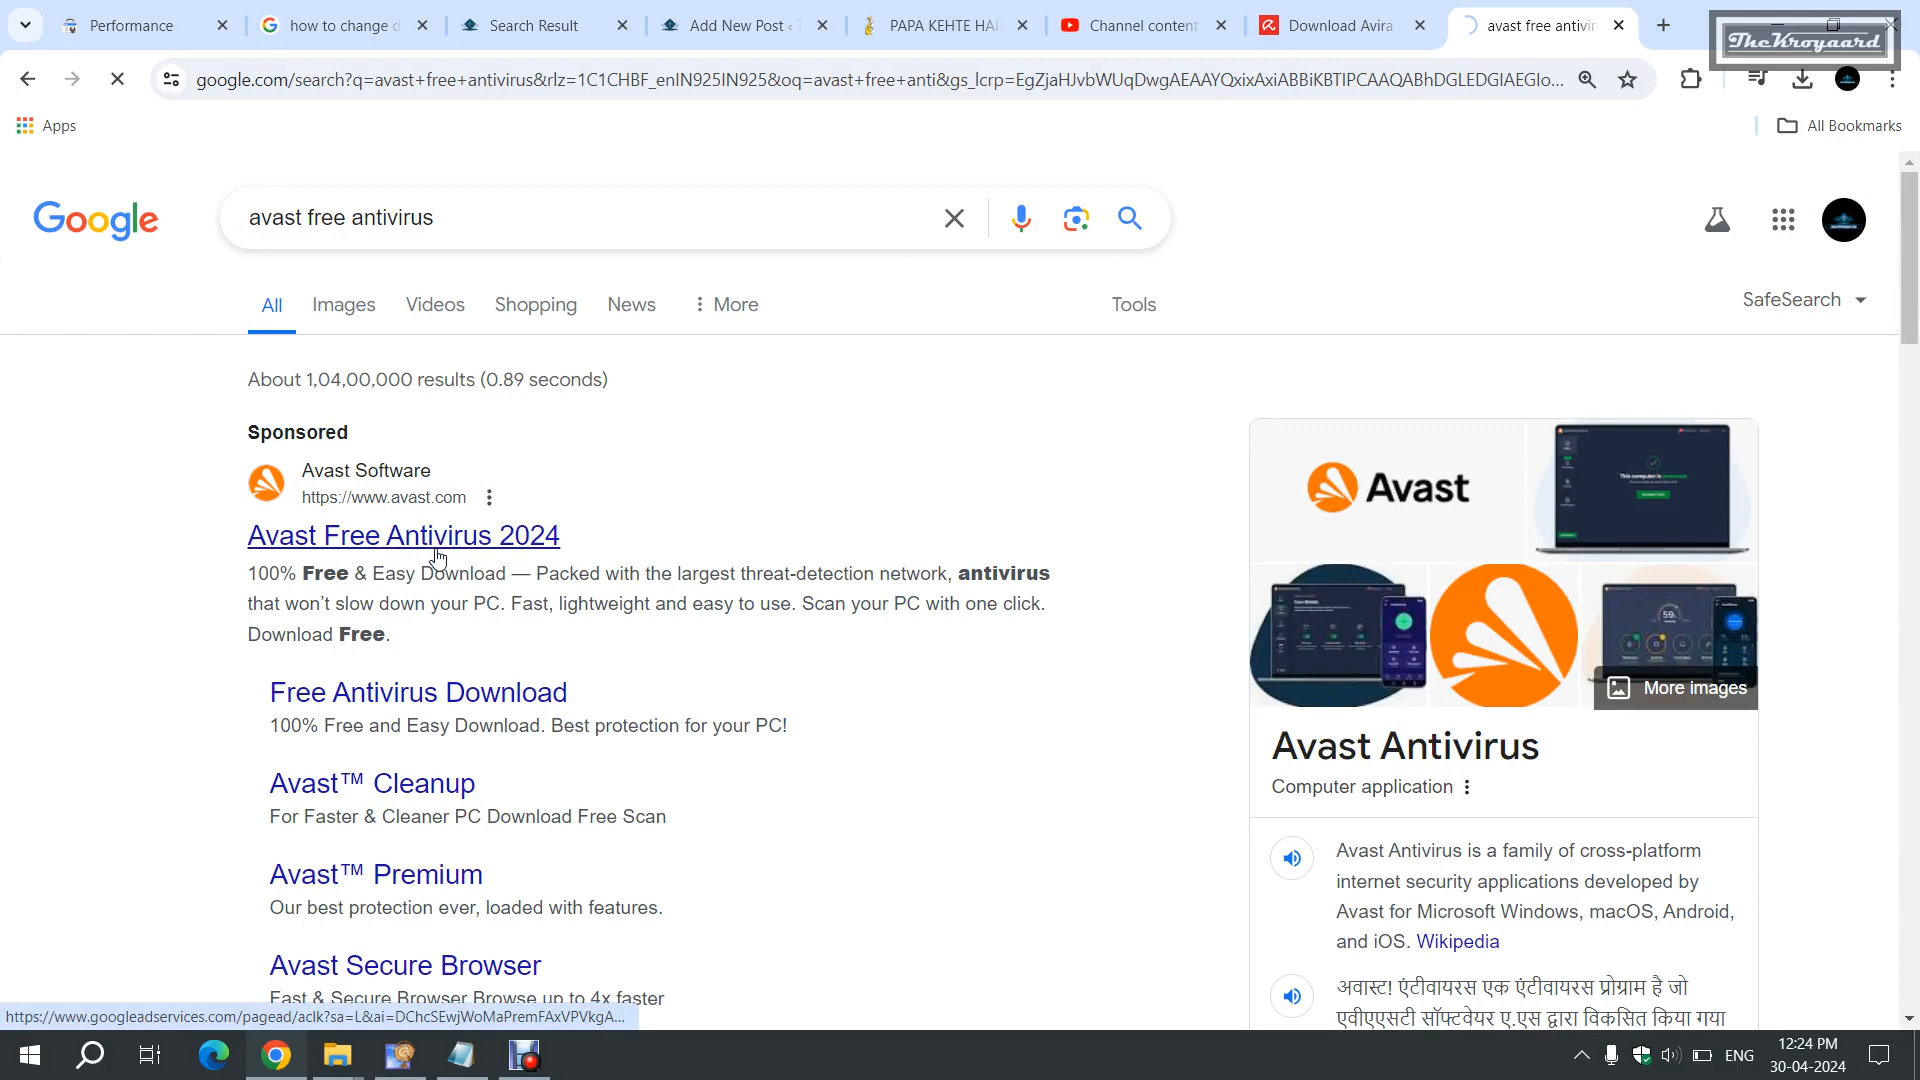 Performance
how to change d
Search Result
Add New Post ‹
PAPA KEHTE HAI
Channel content
Download Avira
avast free antivir
TheKroyaard
google.com/search?q=avast+free+antivirus&rlz=1C1CHBF_enIN925IN925&oq=avast+free+anti&gs_lcrp=EgZjaHJvbWUqDwgAEAAYQxixAxiABBiKBTIPCAAQABhDGLEDGIAEGIo...
Apps
All Bookmarks
Google
avast free antivirus
All
Images
Videos
Shopping
News
More
Tools
SafeSearch
About 1,04,00,000 results (0.89 seconds)
Sponsored
Avast Software
https://www.avast.com
Avast Free Antivirus 2024
100% Free & Easy Download — Packed with the largest threat-detection network, antivirus
that won't slow down your PC. Fast, lightweight and easy to use. Scan your PC with one click.
Download Free.
Free Antivirus Download
100% Free and Easy Download. Best protection for your PC!
Avast™ Cleanup
For Faster & Cleaner PC Download Free Scan
Avast™ Premium
Our best protection ever, loaded with features.
Avast Secure Browser
Fast & Secure Browser Browse up to 4x faster
Avast
More images
Avast Antivirus
Computer application
Avast Antivirus is a family of cross-platform
internet security applications developed by
Avast for Microsoft Windows, macOS, Android,
and iOS. Wikipedia
अवास्ट! एंटीवायरस एक एंटीवायरस प्रोग्राम है जो
एवीएएसटी सॉफ्टवेयर ए.एस द्वारा विकसित किया गया
https://www.googleadservices.com/pagead/aclk?sa=L&ai=DChcSEwjWoMaPremFAxVPVkgA...
ENG
12:24 PM
30-04-2024